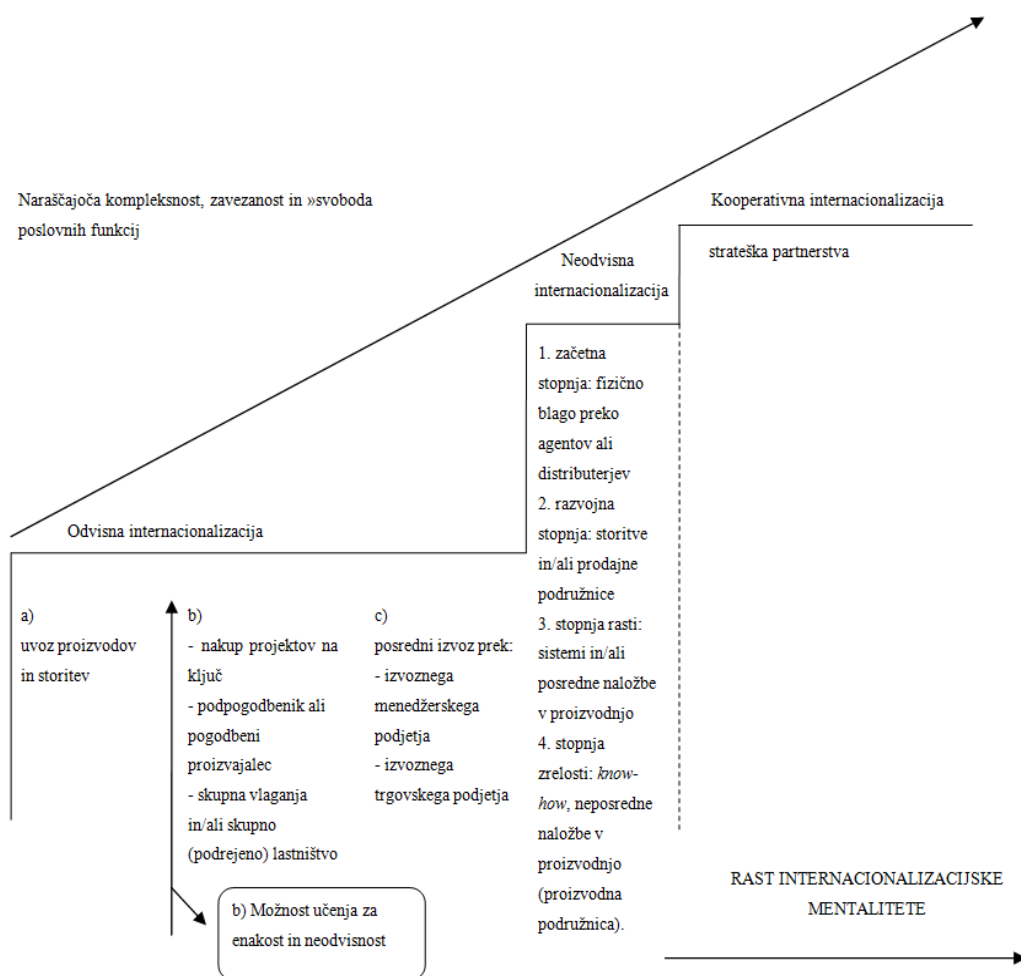 Naraščajoča kompleksnost, zavezanost in »svoboda
poslovnih funkcij
Kooperativna internacionalizacija
strateška partnerstva
Neodvisna
internacionalizacija
1. začetna
stopnja: fizično
blago preko
agentov ali
distributerjev
2. razvojna
stopnja: storitve
in/ali prodajne
podružnice
3. stopnja rasti:
sistemi in/ali
posredne naložbe
v proizvodnjo
4. stopnja
zrelosti: know-
how, neposredne
naložbe v
proizvodnjo
(proizvodna
podružnica).
Odvisna internacionalizacija
a)
uvoz proizvodov
in storitev
b)
- nakup projektov na
ključ
- podpogodbenik ali
pogodbeni
proizvajalec
- skupna vlaganja
in/ali skupno
(podrejeno) lastništvo
c)
posredni izvoz prek:
- izvoznega
menedžerskega
podjetja
- izvoznega
trgovskega podjetja
b) Možnost učenja za
enakost in neodvisnost
RAST INTERNACIONALIZACIJSKE
MENTALITETE